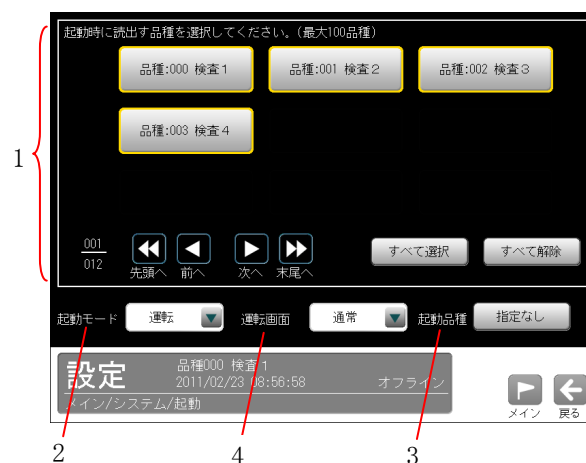 起動時に読出す品種を選択してください。(最大100品種)
品種:000 検査1
品種:001 検査2
品種:002 検査3
品種:003 検査4
1
001
012
先頭へ 前へ 次へ 末尾へ
すべて選択 すべて解除
起動モード 運転 運転画面 通常 起動品種 指定なし
設定
品種000 検査1
2011/02/23 08:56:58 オフライン
メイン/システム/起動
メイン 戻る
2 4 3